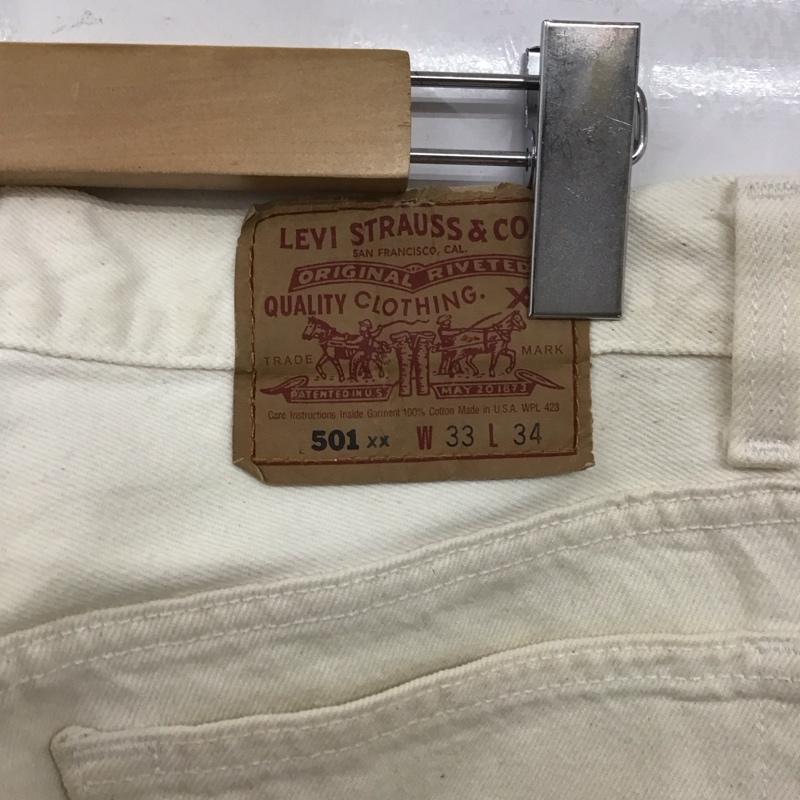 LEVI STRAUSS & CO
SAN FRANCISCO, CAL.
ORIGINAL RIVETED
QUALITY CLOTHING. X
TRADE MARK
PATENTED IN U.S. MAY 20 1873
Care Instructions Inside Garment 100% Cotton Made in U.S.A. WPL 423
501 xx W 33 L 34